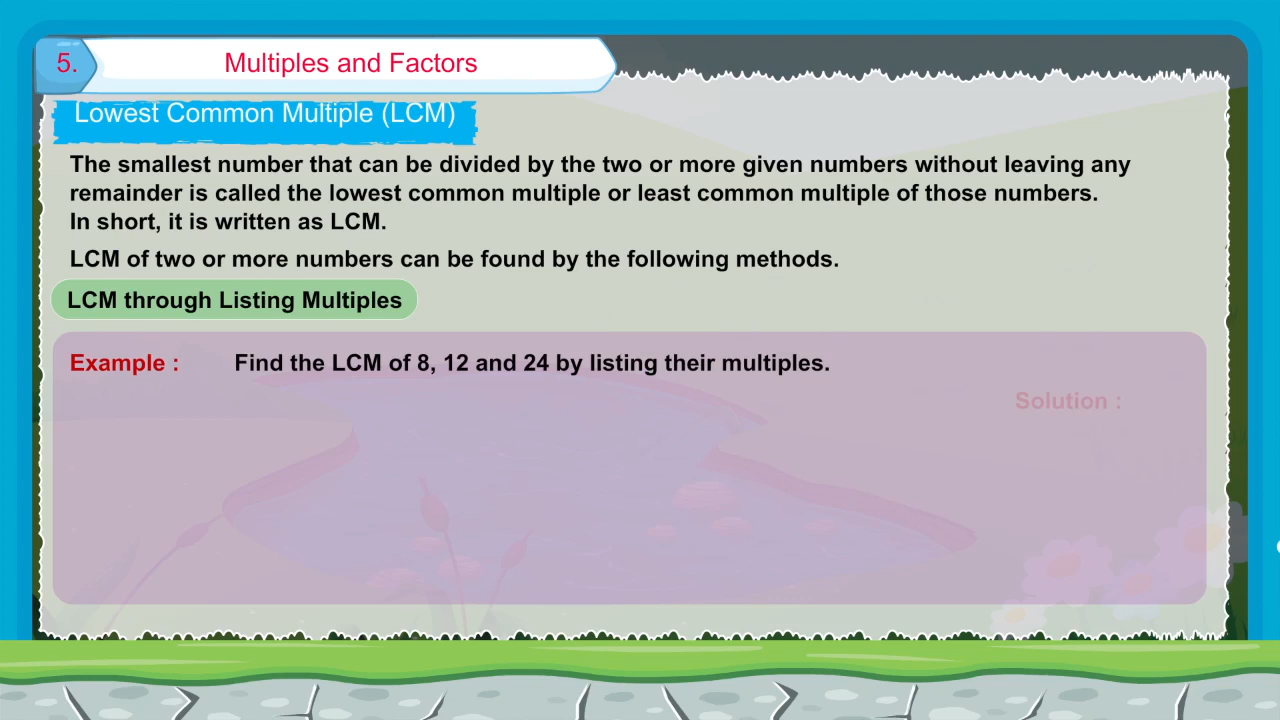 5. Multiples and Factors
Lowest Common Multiple (LCM)
The smallest number that can be divided by the two or more given numbers without leaving any
remainder is called the lowest common multiple or least common multiple of those numbers.
In short, it is written as LCM.
LCM of two or more numbers can be found by the following methods.
LCM through Listing Multiples
Example : Find the LCM of 8, 12 and 24 by listing their multiples.
Solution :